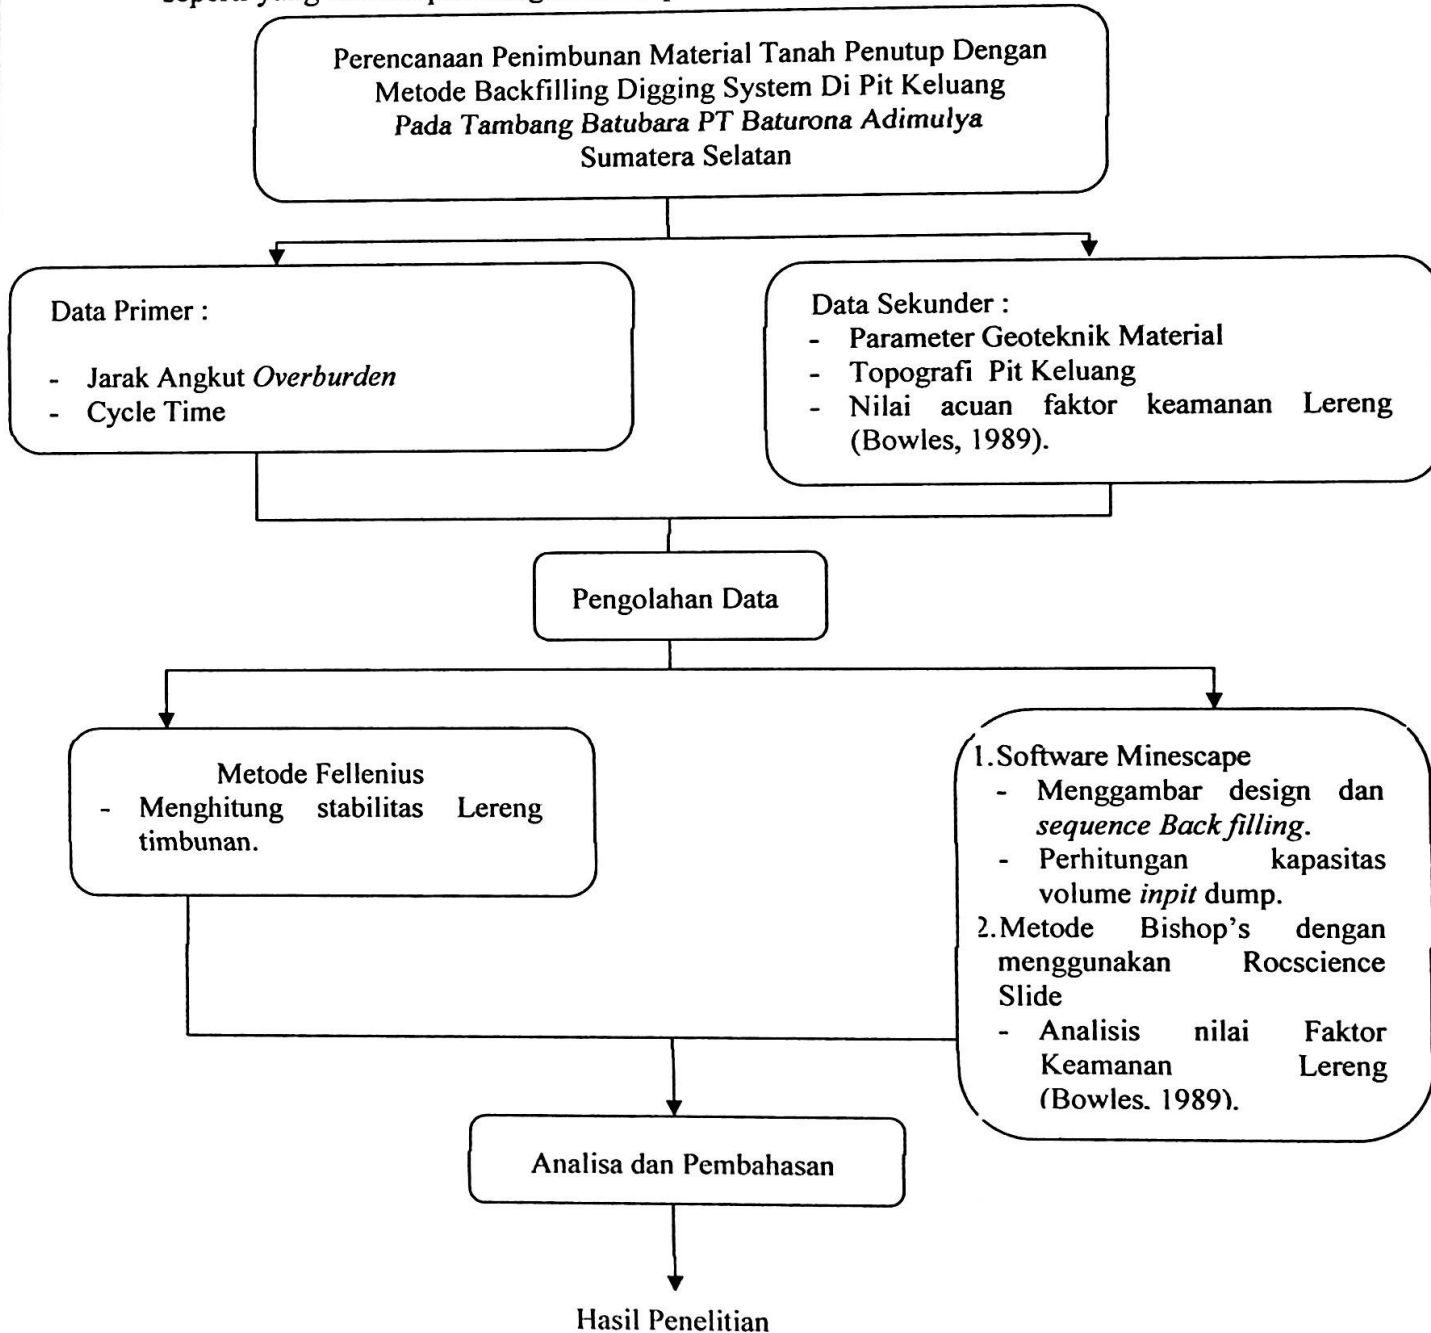 Perencanaan Penimbunan Material Tanah Penutup Dengan
Metode Backfilling Digging System Di Pit Keluang
Pada Tambang Batubara PT Baturona Adimulya
Sumatera Selatan
Data Primer :
- Jarak Angkut Overburden
- Cycle Time
Data Sekunder :
- Parameter Geoteknik Material
- Topografi Pit Keluang
- Nilai acuan faktor keamanan Lereng
(Bowles, 1989).
Pengolahan Data
Metode Fellenius
- Menghitung stabilitas Lereng
timbunan.
1.Software Minescape
- Menggambar design dan
sequence Back filling.
- Perhitungan kapasitas
volume inpit dump.
2.Metode Bishop's dengan
menggunakan Rocscience
Slide
- Analisis nilai Faktor
Keamanan Lereng
(Bowles. 1989).
Analisa dan Pembahasan
Hasil Penelitian